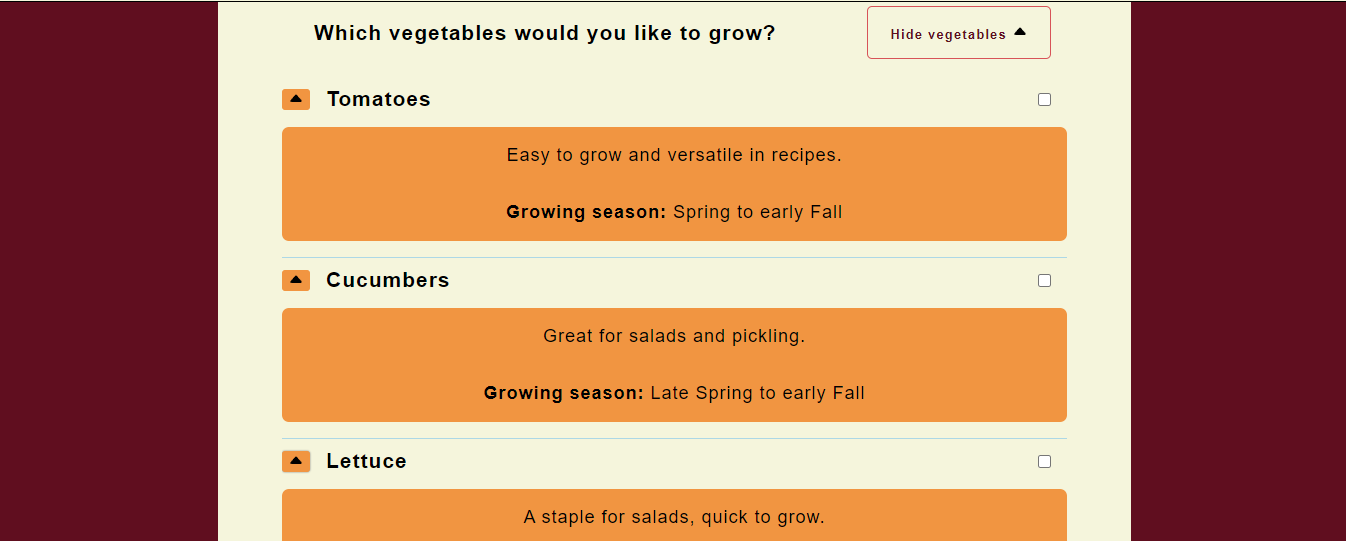 Which vegetables would you like to grow?
Hide vegetables
Tomatoes
Easy to grow and versatile in recipes.
Growing season: Spring to early Fall
Cucumbers
Great for salads and pickling.
Growing season: Late Spring to early Fall
Lettuce
A staple for salads, quick to grow.